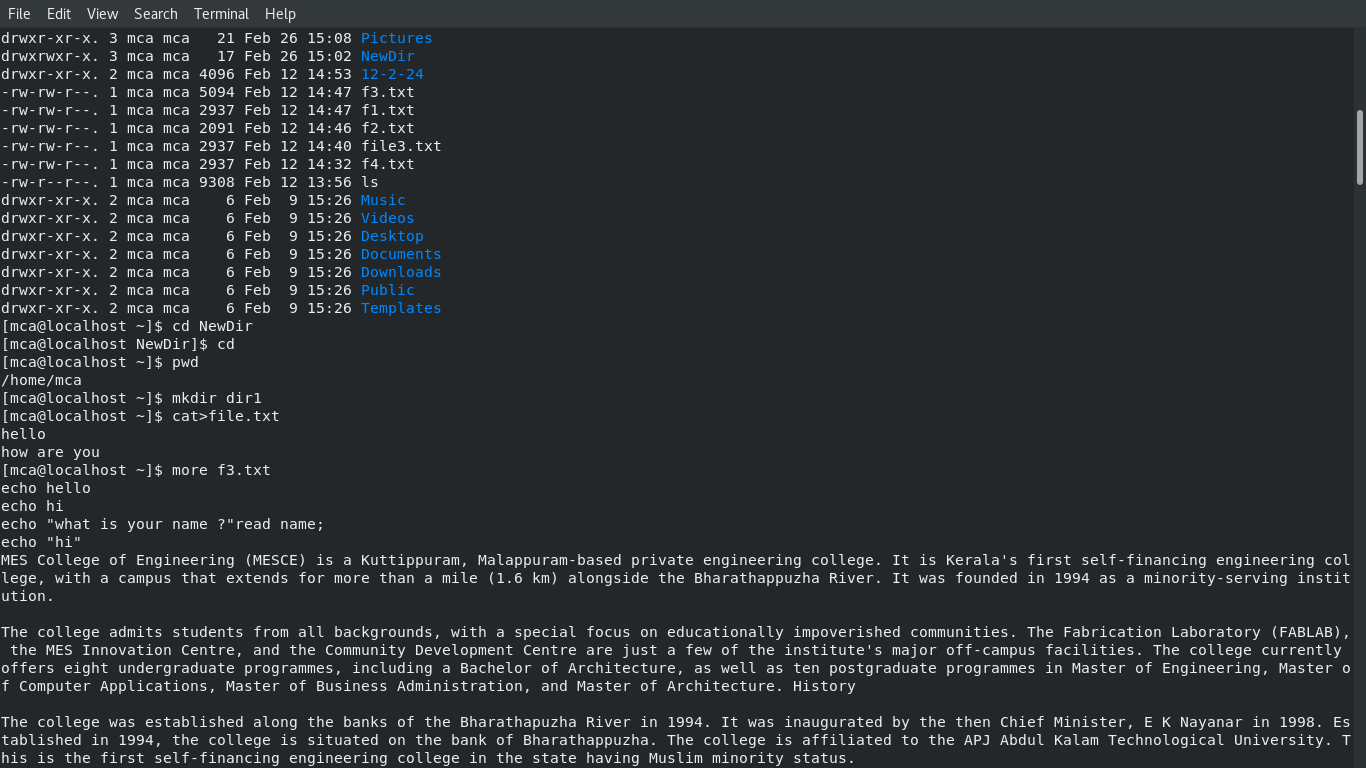 File Edit View Search Terminal Help
drwxr-xr-x. 3 mca mca   21 Feb 26 15:08 Pictures
drwxrwxr-x. 3 mca mca   17 Feb 26 15:02 NewDir
drwxr-xr-x. 2 mca mca 4096 Feb 12 14:53 12-2-24
-rw-rw-r--. 1 mca mca 5094 Feb 12 14:47 f3.txt
-rw-rw-r--. 1 mca mca 2937 Feb 12 14:47 f1.txt
-rw-rw-r--. 1 mca mca 2091 Feb 12 14:46 f2.txt
-rw-rw-r--. 1 mca mca 2937 Feb 12 14:40 file3.txt
-rw-rw-r--. 1 mca mca 2937 Feb 12 14:32 f4.txt
-rw-r--r--. 1 mca mca 9308 Feb 12 13:56 ls
drwxr-xr-x. 2 mca mca    6 Feb  9 15:26 Music
drwxr-xr-x. 2 mca mca    6 Feb  9 15:26 Videos
drwxr-xr-x. 2 mca mca    6 Feb  9 15:26 Desktop
drwxr-xr-x. 2 mca mca    6 Feb  9 15:26 Documents
drwxr-xr-x. 2 mca mca    6 Feb  9 15:26 Downloads
drwxr-xr-x. 2 mca mca    6 Feb  9 15:26 Public
drwxr-xr-x. 2 mca mca    6 Feb  9 15:26 Templates
[mca@localhost ~]$ cd NewDir
[mca@localhost NewDir]$ cd
[mca@localhost ~]$ pwd
/home/mca
[mca@localhost ~]$ mkdir dir1
[mca@localhost ~]$ cat>file.txt
hello
how are you
[mca@localhost ~]$ more f3.txt
echo hello
echo hi
echo "what is your name ?"read name;
echo "hi"
MES College of Engineering (MESCE) is a Kuttippuram, Malappuram-based private engineering college. It is Kerala's first self-financing engineering col
lege, with a campus that extends for more than a mile (1.6 km) alongside the Bharathappuzha River. It was founded in 1994 as a minority-serving instit
ution.

The college admits students from all backgrounds, with a special focus on educationally impoverished communities. The Fabrication Laboratory (FABLAB),
 the MES Innovation Centre, and the Community Development Centre are just a few of the institute's major off-campus facilities. The college currently
offers eight undergraduate programmes, including a Bachelor of Architecture, as well as ten postgraduate programmes in Master of Engineering, Master o
f Computer Applications, Master of Business Administration, and Master of Architecture. History

The college was established along the banks of the Bharathapuzha River in 1994. It was inaugurated by the then Chief Minister, E K Nayanar in 1998. Es
tablished in 1994, the college is situated on the bank of Bharathappuzha. The college is affiliated to the APJ Abdul Kalam Technological University. T
his is the first self-financing engineering college in the state having Muslim minority status.